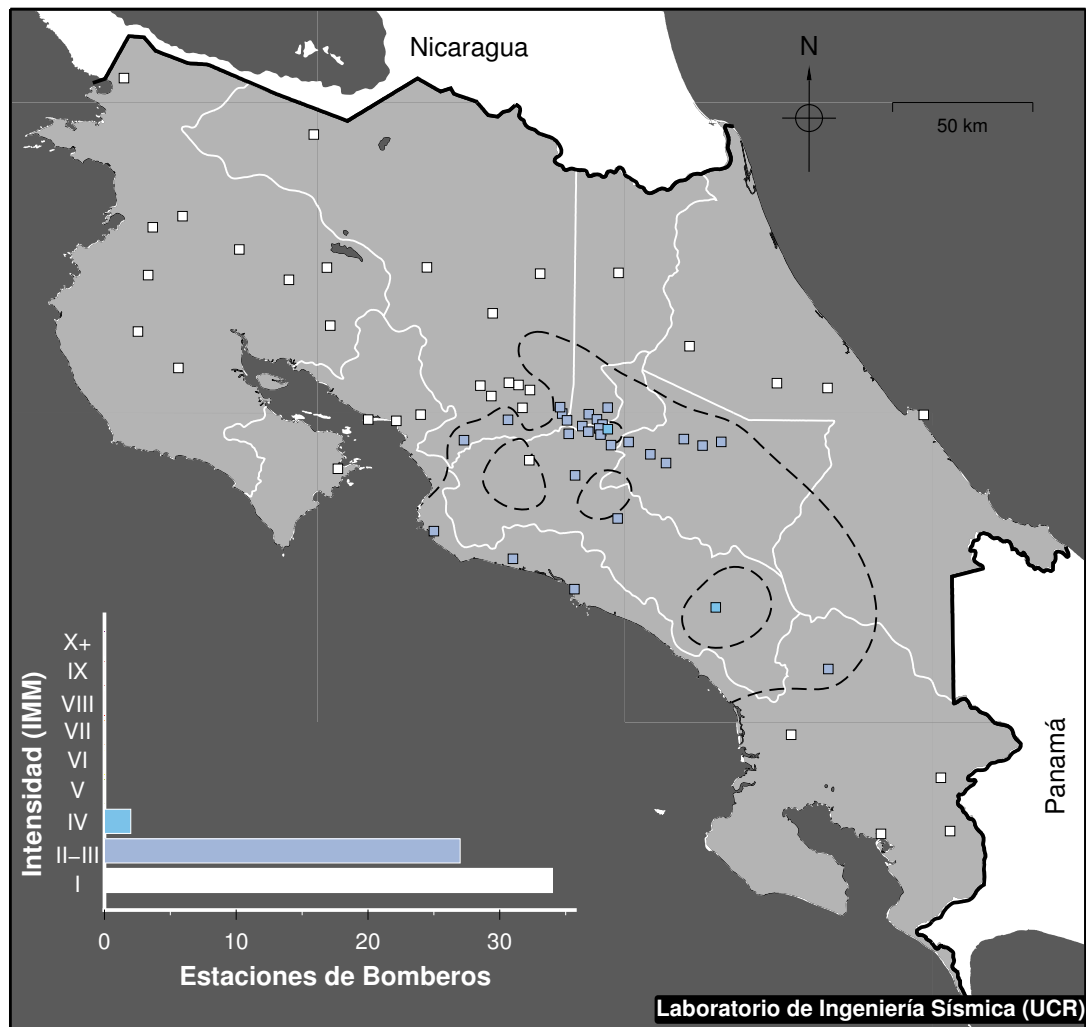 Nicaragua
N
50 km
Panamá
Intensidad (IMM)
X+
IX
VIII
VII
VI
V
IV
II–III
I
0 10 20 30
Estaciones de Bomberos
Laboratorio de Ingeniería Sísmica (UCR)